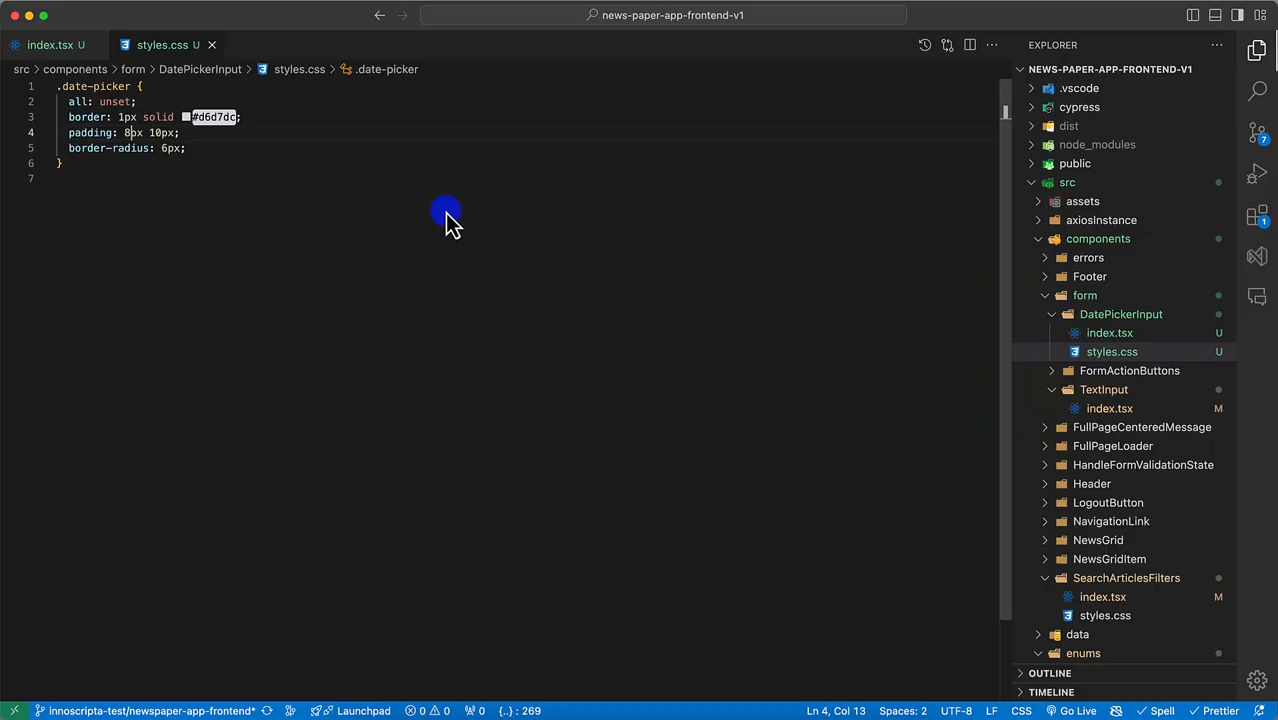 news-paper-app-frontend-v1
index.tsx U
styles.css U
src > components > form > DatePickerInput > styles.css > .date-picker
1 .date-picker {
2 all: unset;
3 border: 1px solid #d6d7dc;
4 padding: 8px 10px;
5 border-radius: 6px;
6 }
7
EXPLORER
NEWS-PAPER-APP-FRONTEND-V1
.vscode
cypress
dist
node_modules
public
src
assets
axiosInstance
components
errors
Footer
form
DatePickerInput
index.tsx U
styles.css U
FormActionButtons
TextInput
index.tsx M
FullPageCenteredMessage
FullPageLoader
HandleFormValidationState
Header
LogoutButton
NavigationLink
NewsGrid
NewsGridItem
SearchArticlesFilters
index.tsx M
styles.css
data
enums
OUTLINE
TIMELINE
7
1
innoscripta-test/newspaper-app-frontend* Launchpad 0 0 0 {..} : 269 Ln 4, Col 13 Spaces: 2 UTF-8 LF CSS Go Live Spell Prettier